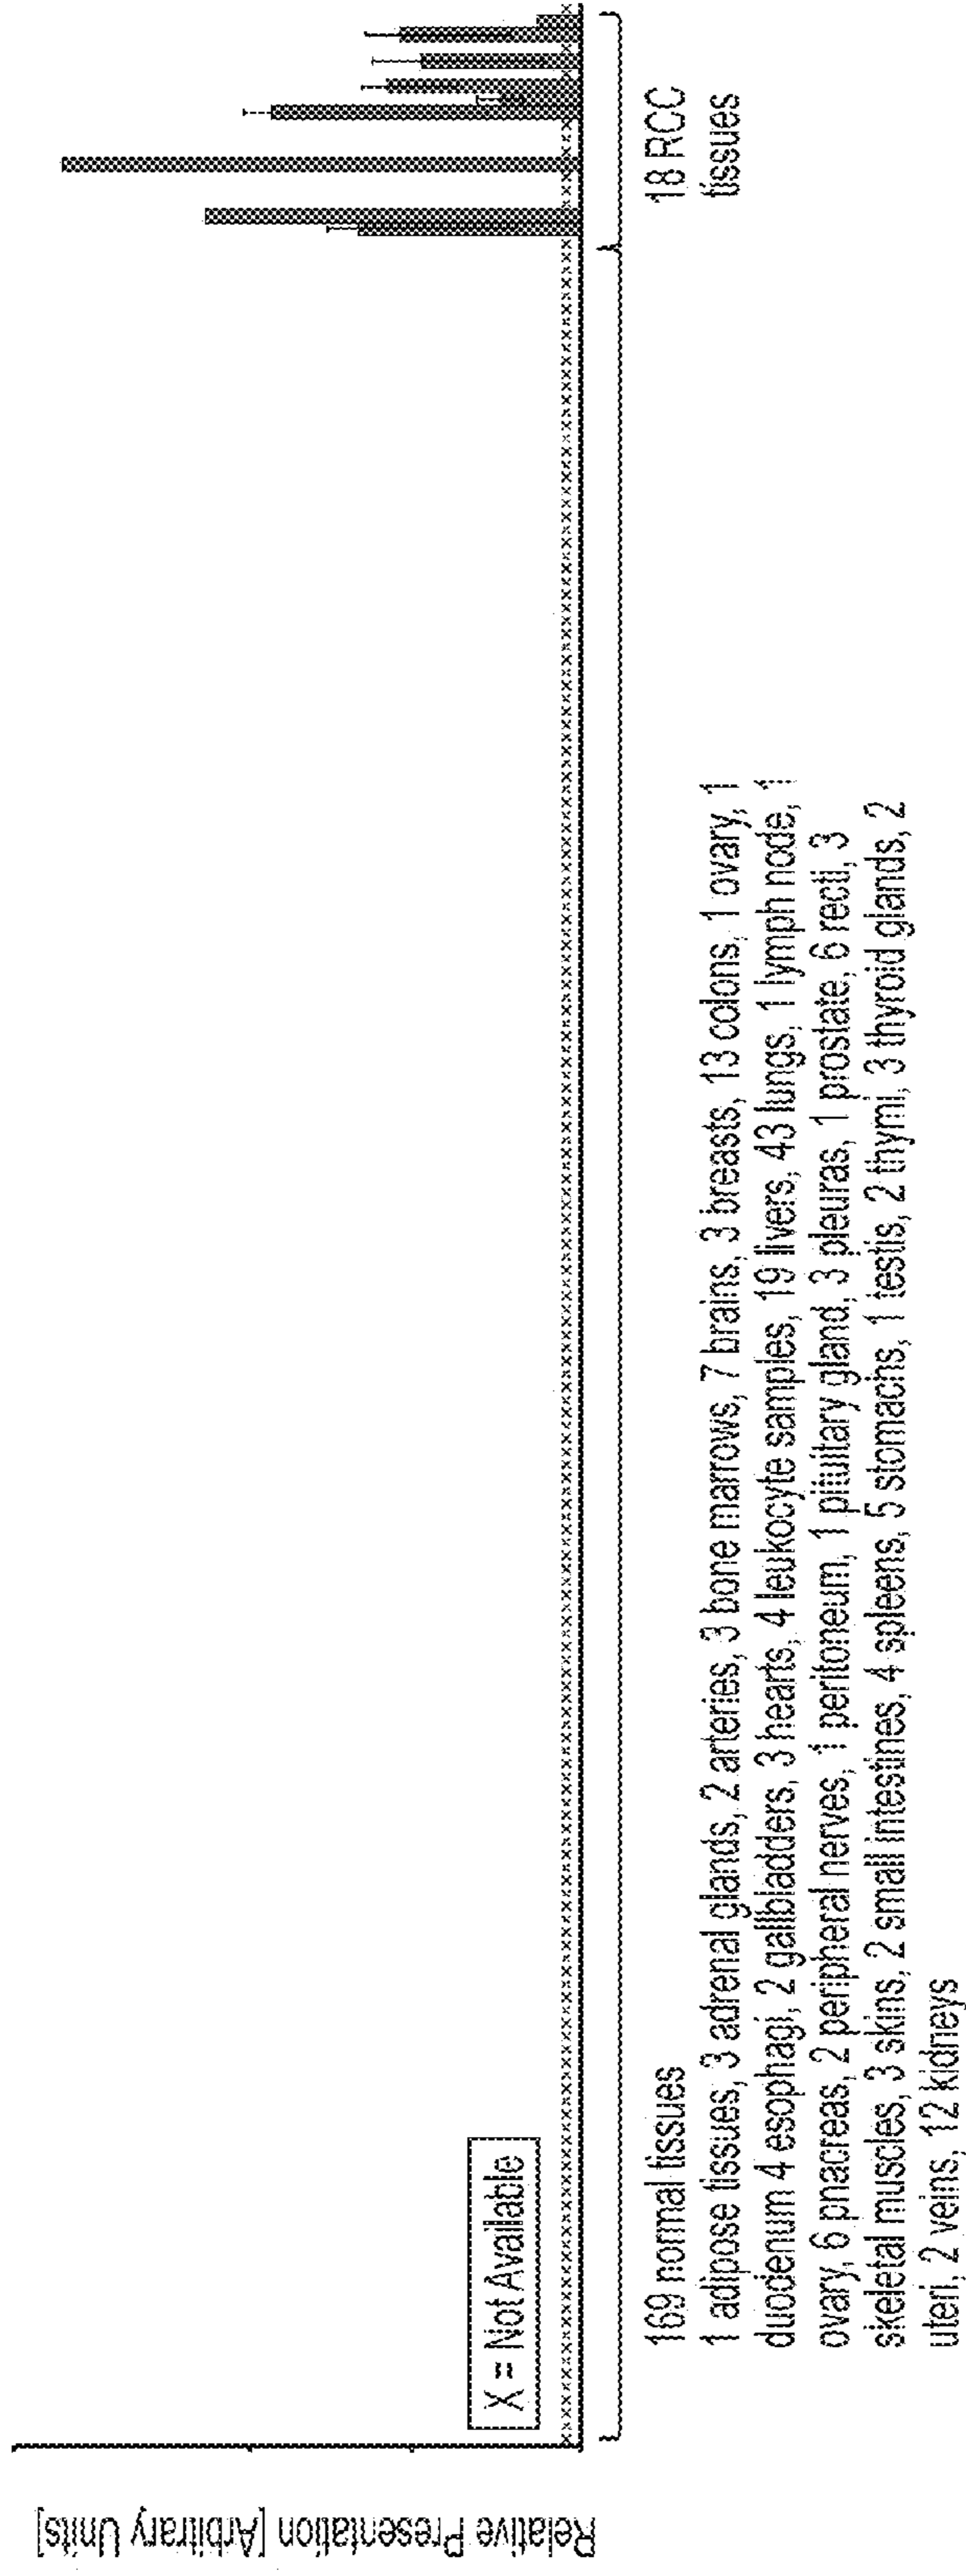 Relative Presentation [Arbitrary Units]
X = Not Available
169 normal tissues
1 adipose tissues, 3 adrenal glands, 2 arteries, 3 bone marrows, 7 brains, 3 breasts, 13 colons, 1 ovary, 1
duodenum 4 esophagi, 2 gallbladders, 3 hearts, 4 leukocyte samples, 19 livers, 43 lungs, 1 lymph node, 1
ovary, 6 pnacreas, 2 peripheral nerves, 1 peritoneum, 1 pituitary gland, 3 pleuras, 1 prostate, 6 recti, 3
skeletal muscles, 3 skins, 2 small intestines, 4 spleens, 5 stomachs, 1 testis, 2 thymi, 3 thyroid glands, 2
uteri, 2 veins, 12 kidneys
18 RCC
tissues